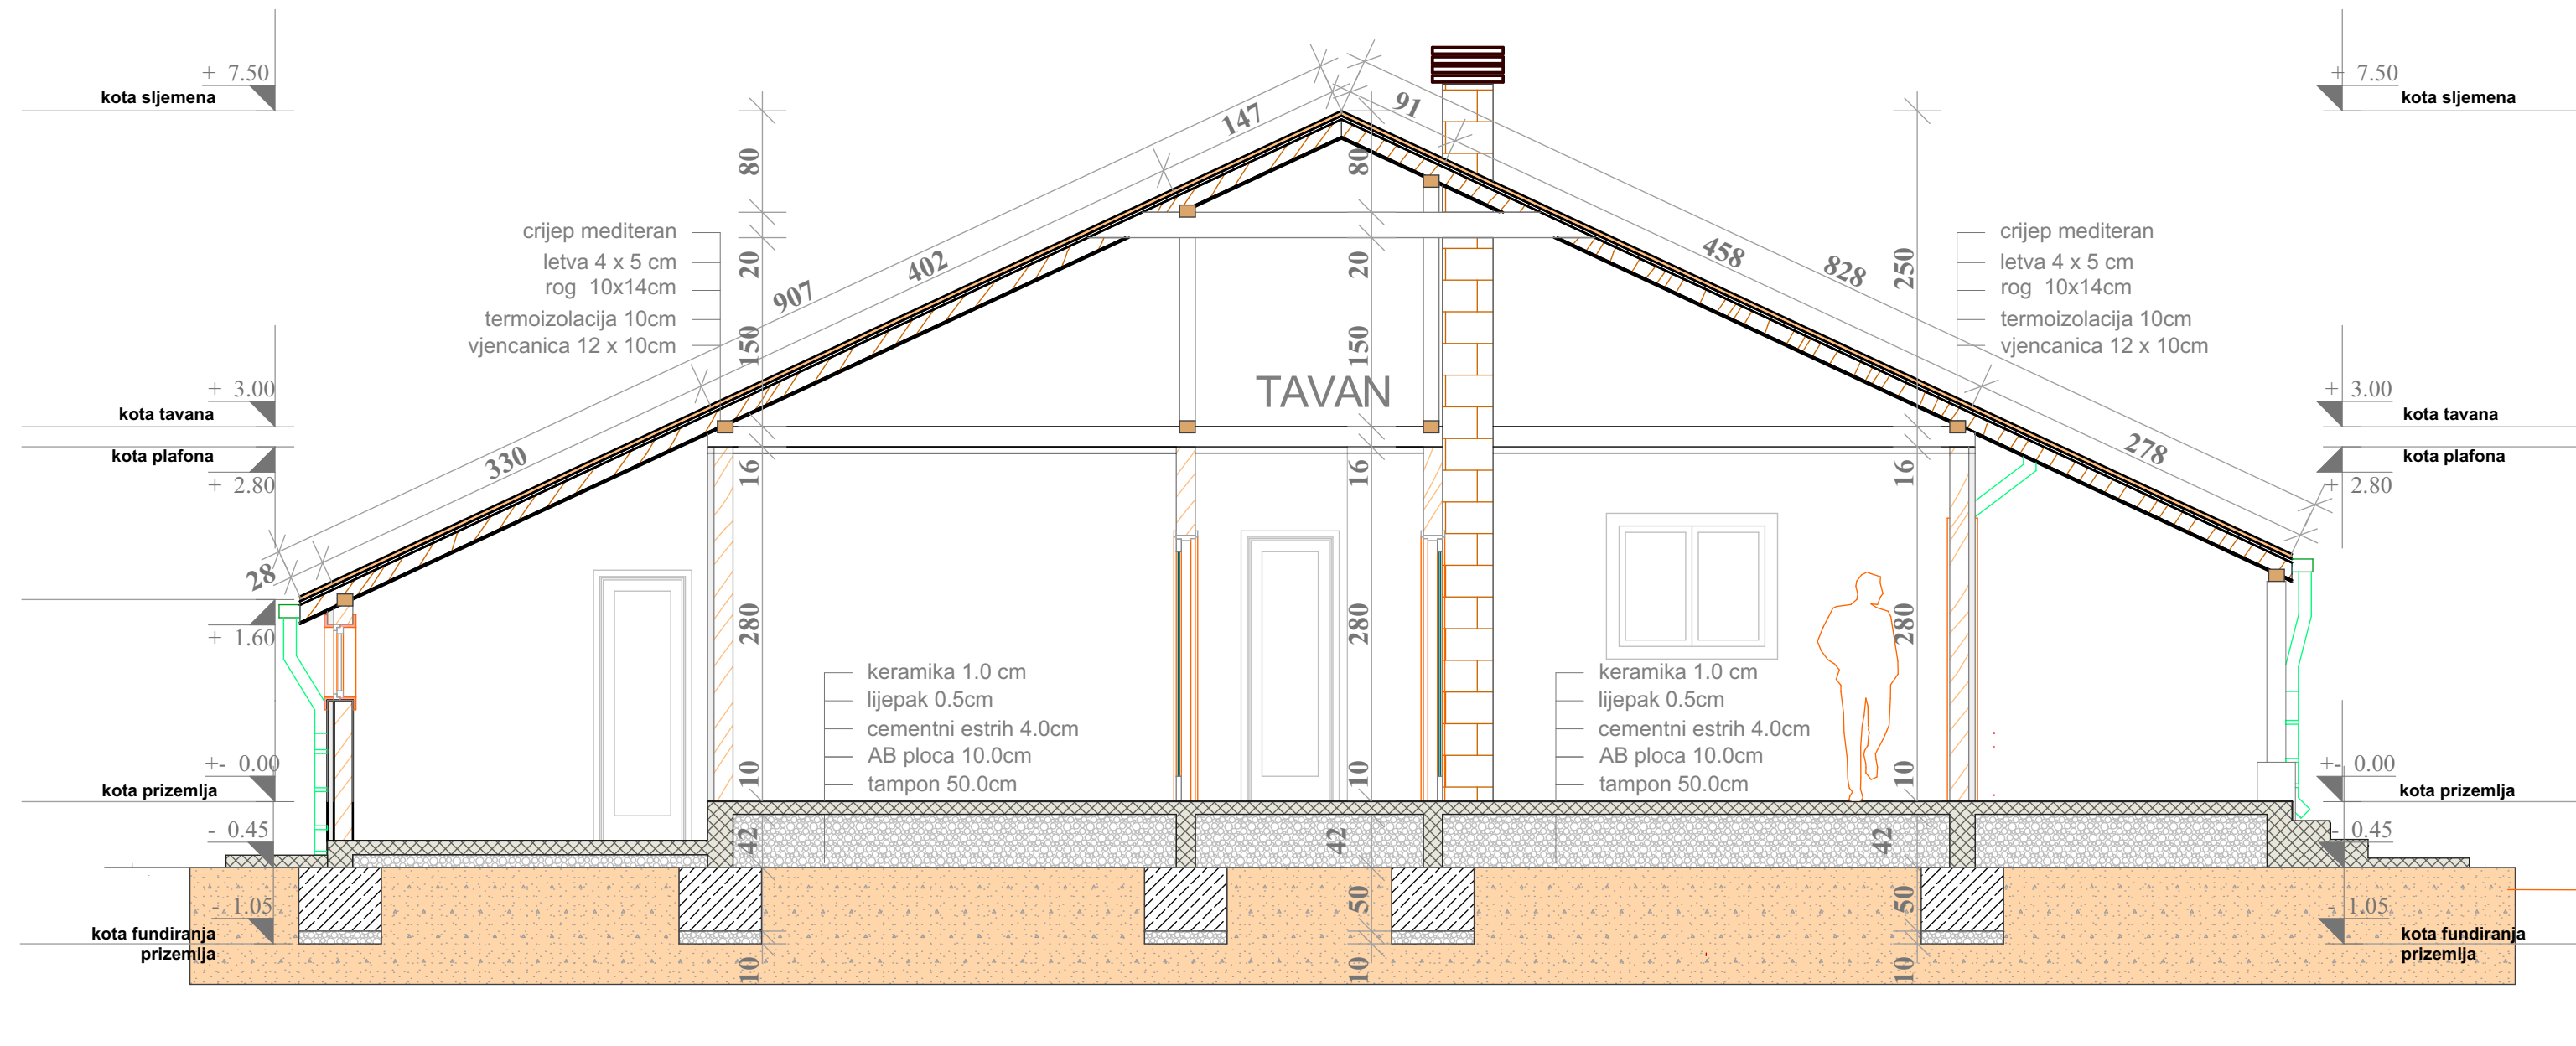 + 7.50
kota sljemena
+ 3.00
kota tavana
kota plafona
+ 2.80
28
+ 1.60
+- 0.00
kota prizemlja
- 0.45
- 1.05
kota fundiranja
prizemlja
crijep mediteran
letva 4 x 5 cm
rog 10x14cm
termoizolacija 10cm
vjencanica 12 x 10cm
330
907
402
147
80
20
150
16
280
10
42
10
keramika 1.0 cm
lijepak 0.5cm
cementni estrih 4.0cm
AB ploca 10.0cm
tampon 50.0cm
TAVAN
91
80
20
150
16
280
10
42
50
10
keramika 1.0 cm
lijepak 0.5cm
cementni estrih 4.0cm
AB ploca 10.0cm
tampon 50.0cm
458
828
278
250
16
280
10
42
50
10
crijep mediteran
letva 4 x 5 cm
rog 10x14cm
termoizolacija 10cm
vjencanica 12 x 10cm
+ 7.50
kota sljemena
+ 3.00
kota tavana
kota plafona
+ 2.80
+- 0.00
kota prizemlja
- 0.45
- 1.05
kota fundiranja
prizemlja